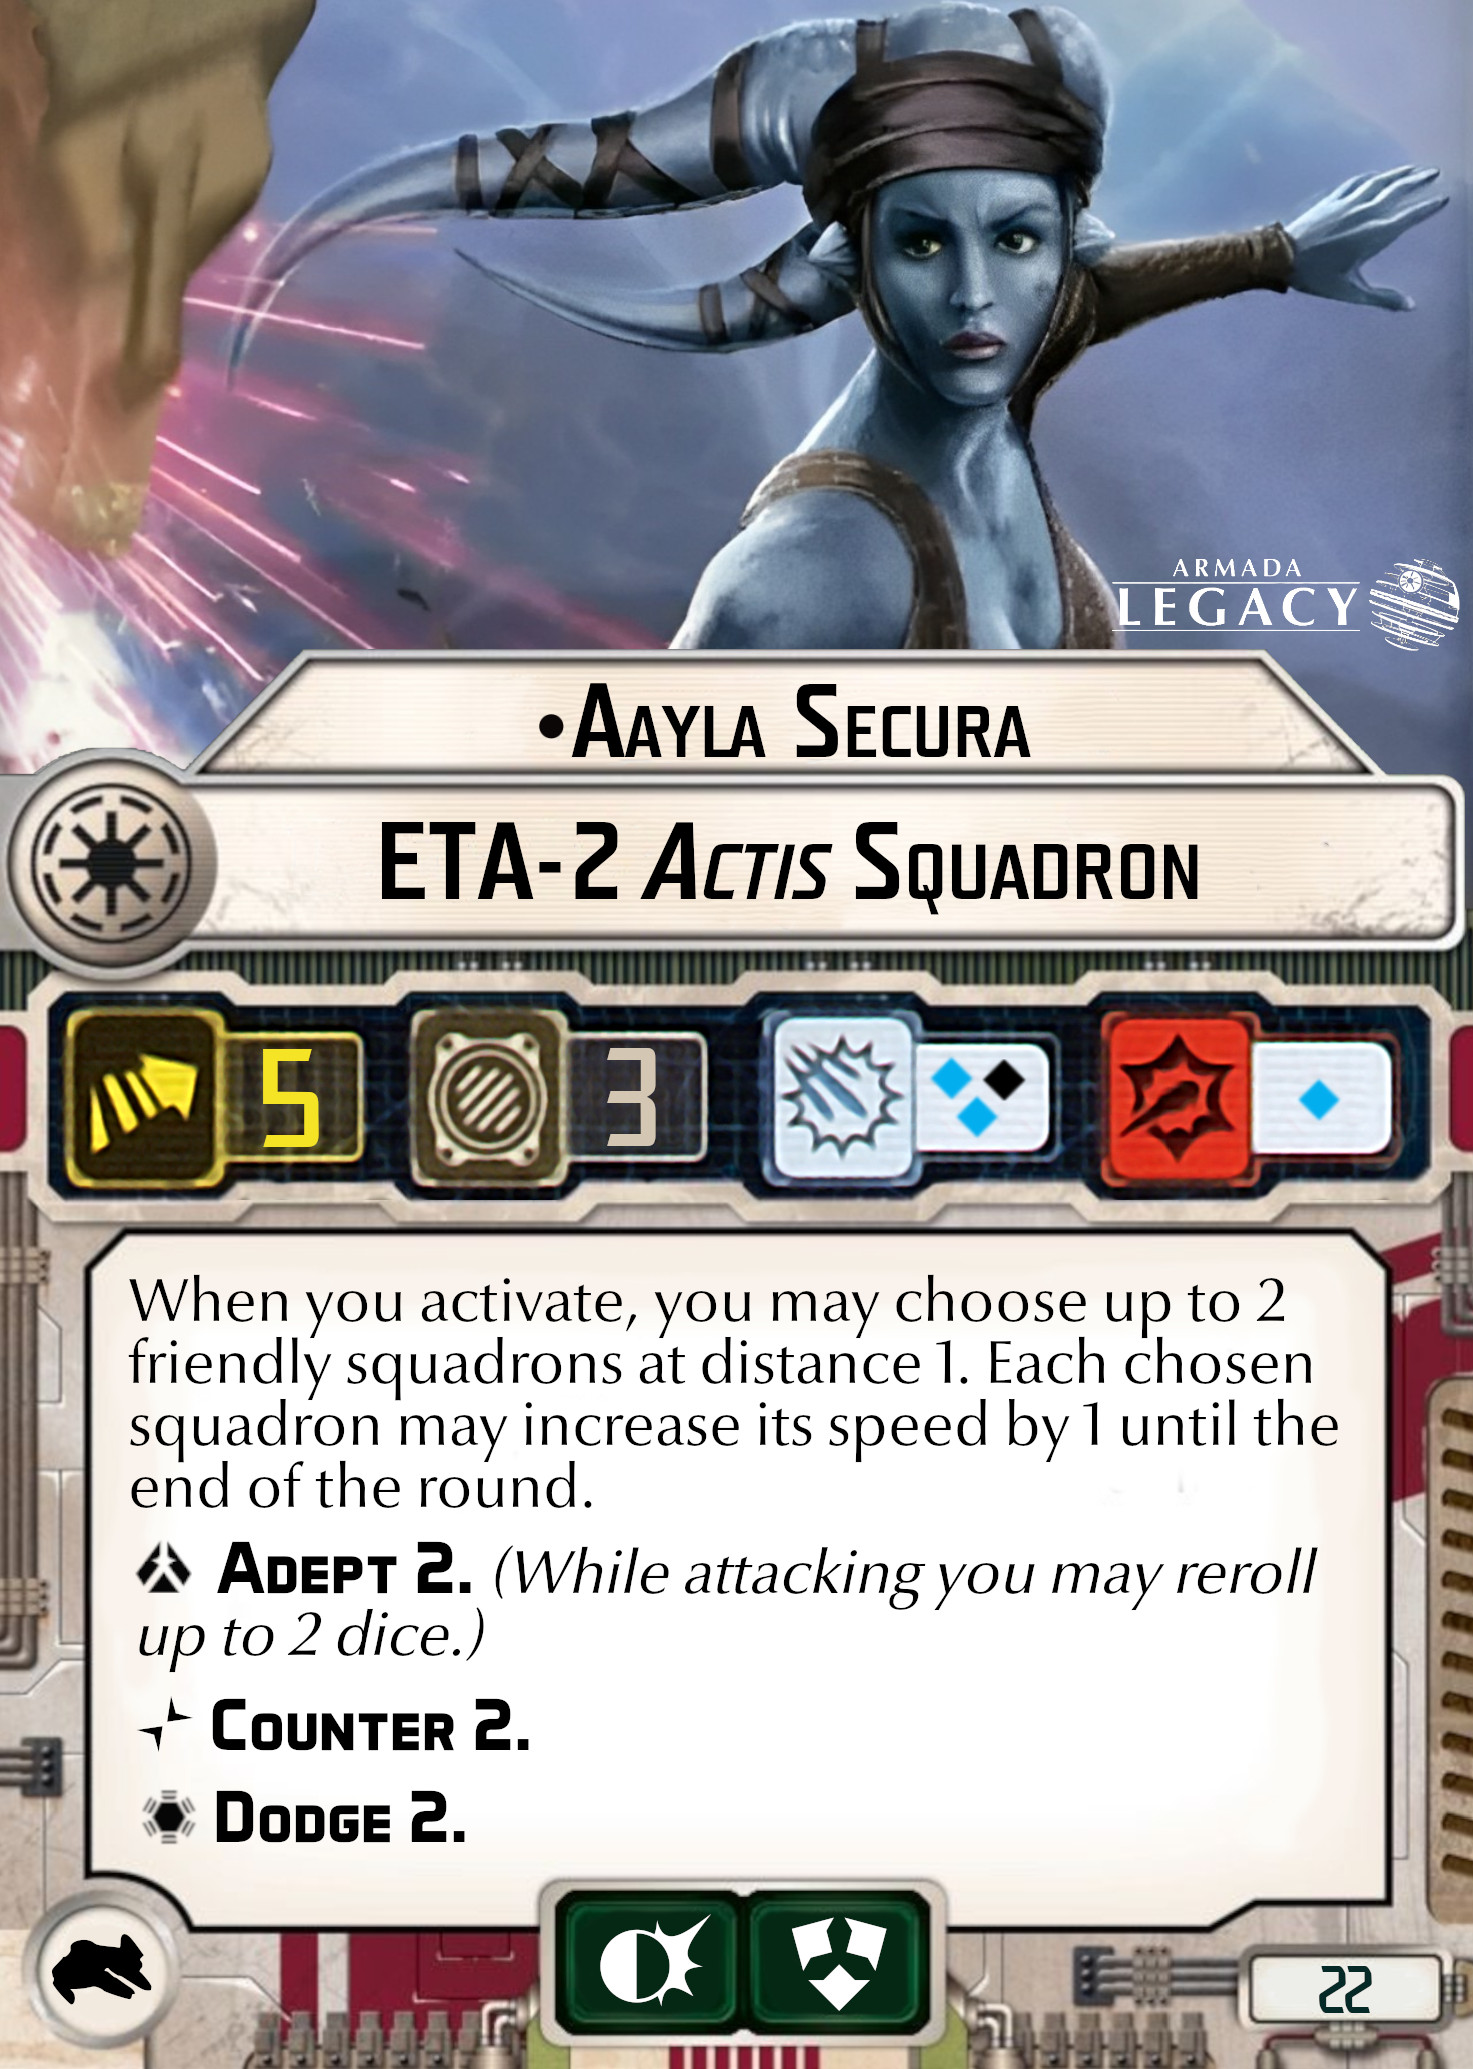 ARMADA
LEGACY
•Aayla Secura
ETA-2 Actis Squadron
5 3
When you activate, you may choose up to 2
friendly squadrons at distance 1. Each chosen
squadron may increase its speed by 1 until the
end of the round.
Adept 2. (While attacking you may reroll
up to 2 dice.)
Counter 2.
Dodge 2.
22